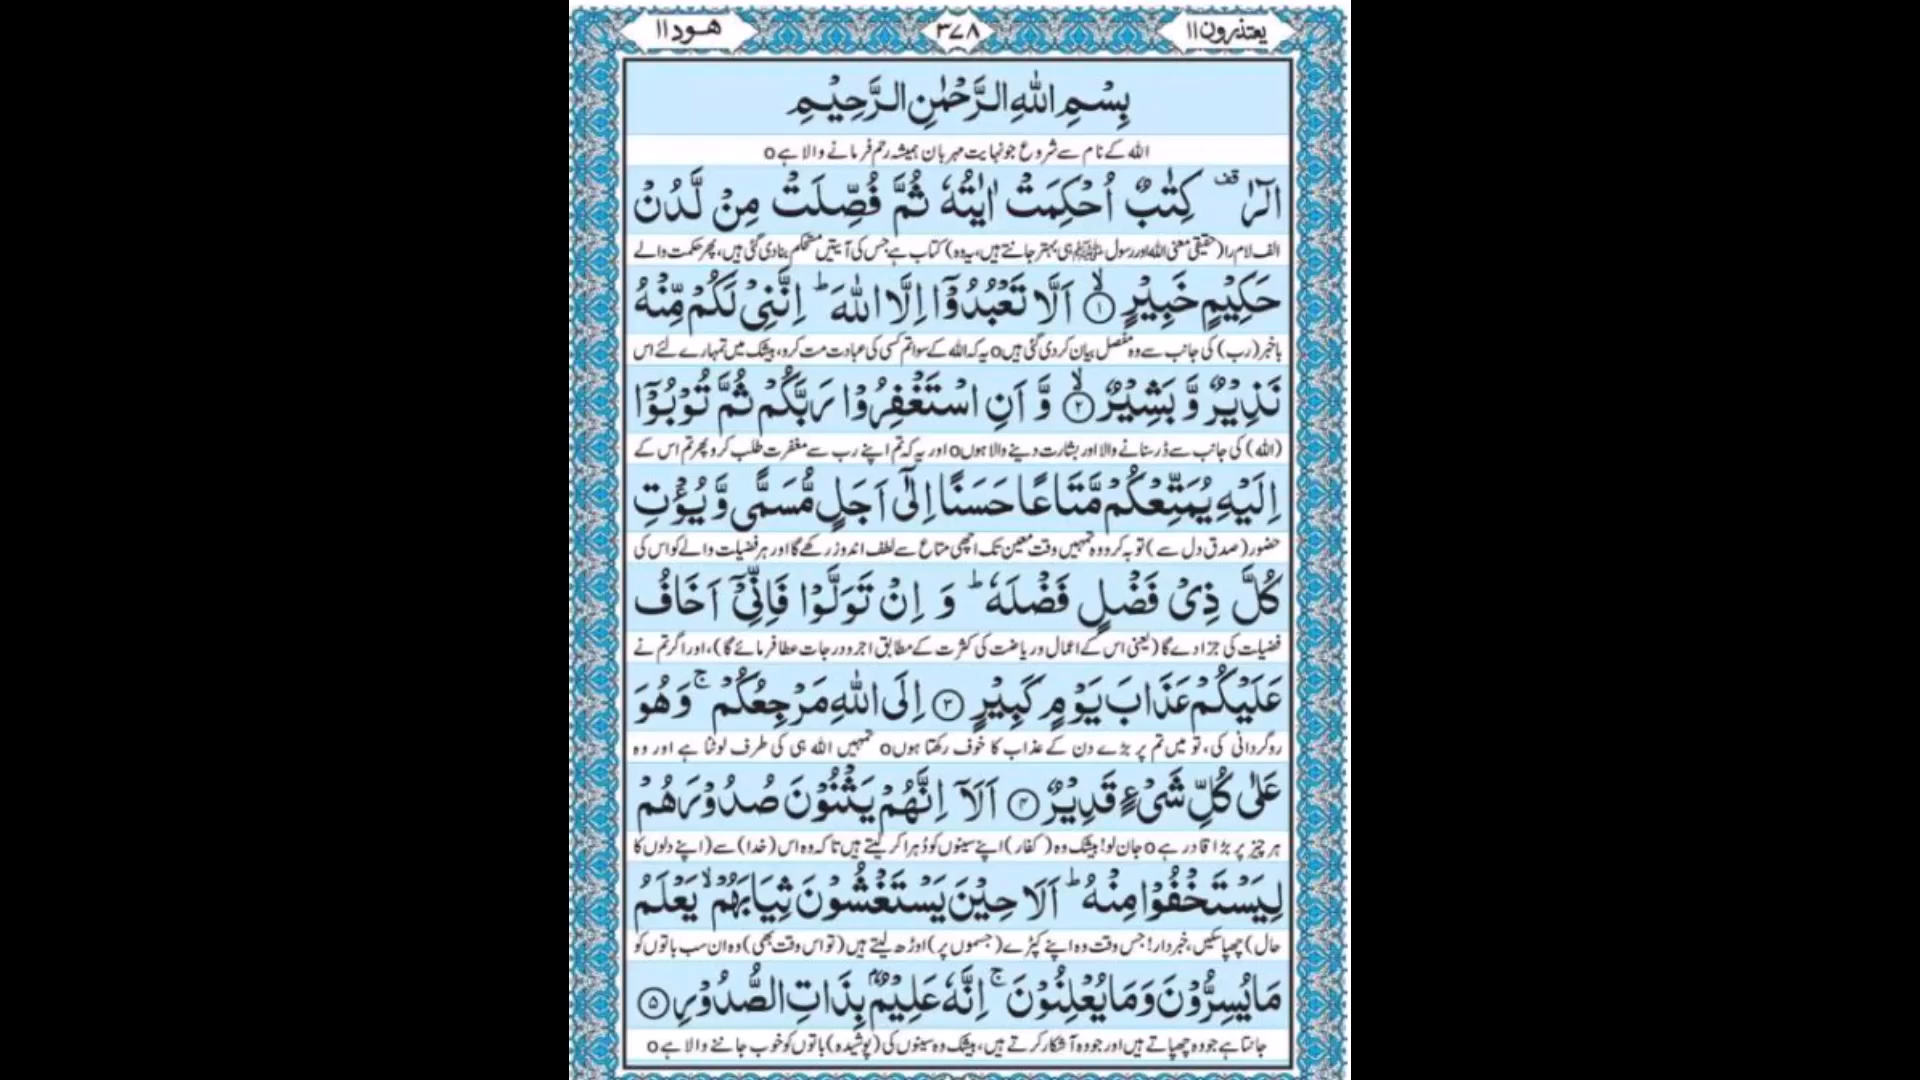 یعتذرون ۱۱
۳۷۸
ھود ۱۱
بِسْمِ اللّٰهِ الرَّحْمٰنِ الرَّحِیْمِ
اللہ کے نام سے شروع جو نہایت مہربان ہمیشہ رحم فرمانے والا ہے o
الٓرٰ ۫ قف كِتٰبٌ اُحْكِمَتْ اٰیٰتُهٗ ثُمَّ فُصِّلَتْ مِنْ لَّدُنْ
الف لام را (حقیقی معنی اللہ اور رسول ﷺ ہی بہتر جانتے ہیں، یہ وہ) کتاب ہے جس کی آیتیں مستحکم بنا دی گئی ہیں، پھر حکمت والے
حَكِیْمٍ خَبِیْرٍ ۙ۝۱ اَلَّا تَعْبُدُوْۤا اِلَّا اللّٰهَ ؕ اِنَّنِیْ لَكُمْ مِّنْهُ
باخبر (رب) کی جانب سے وہ مفصل بیان کر دی گئی ہیں o یہ کہ اللہ کے سوا تم کسی کی عبادت مت کرو، بیشک میں تمہارے لئے اس
نَذِیْرٌ وَّ بَشِیْرٌ ۙ۝۲ وَّ اَنِ اسْتَغْفِرُوْا رَبَّكُمْ ثُمَّ تُوْبُوْۤا
(اللہ) کی جانب سے ڈر سنانے والا اور بشارت دینے والا ہوں o اور یہ کہ تم اپنے رب سے مغفرت طلب کرو پھر تم اس کے
اِلَیْهِ یُمَتِّعْكُمْ مَّتَاعًا حَسَنًا اِلٰۤی اَجَلٍ مُّسَمًّی وَّ یُؤْتِ
حضور (صدق دل سے) توبہ کرو وہ تمہیں وقت معین تک اچھی متاع سے لطف اندوز رکھے گا اور ہر فضیلت والے کو اس کی
كُلَّ ذِیْ فَضْلٍ فَضْلَهٗ ؕ وَ اِنْ تَوَلَّوْا فَاِنِّیْۤ اَخَافُ
فضیلت کی جزا دے گا (یعنی اس کے اعمال و ریاضت کی کثرت کے مطابق اجر و درجات عطا فرمائے گا)، اور اگر تم نے
عَلَیْكُمْ عَذَابَ یَوْمٍ كَبِیْرٍ ۝۳ اِلَی اللّٰهِ مَرْجِعُكُمْ ۚ وَ هُوَ
روگردانی کی، تو میں تم پر بڑے دن کے عذاب کا خوف رکھتا ہوں o تمہیں اللہ ہی کی طرف لوٹنا ہے اور وہ
عَلٰی كُلِّ شَیْءٍ قَدِیْرٌ ۝۴ اَلَاۤ اِنَّهُمْ یَثْنُوْنَ صُدُوْرَهُمْ
ہر چیز پر بڑا قادر ہے o جان لو! بیشک وہ (کفار) اپنے سینوں کو دُہرا کر لیتے ہیں تاکہ وہ اس (خدا) سے (اپنے دلوں کا
لِیَسْتَخْفُوْا مِنْهُ ؕ اَلَا حِیْنَ یَسْتَغْشُوْنَ ثِیَابَهُمْ ۙ یَعْلَمُ
حال) چھپا سکیں، خبردار! جس وقت وہ اپنے کپڑے (جسموں پر) اوڑھ لیتے ہیں (تو اس وقت بھی) وہ ان سب باتوں کو
مَا یُسِرُّوْنَ وَ مَا یُعْلِنُوْنَ ۚ اِنَّهٗ عَلِیْمٌۢ بِذَاتِ الصُّدُوْرِ ۝۵
جانتا ہے جو وہ چھپاتے ہیں اور جو وہ آشکار کرتے ہیں، بیشک وہ سینوں کی (پوشیدہ) باتوں کو خوب جاننے والا ہے o